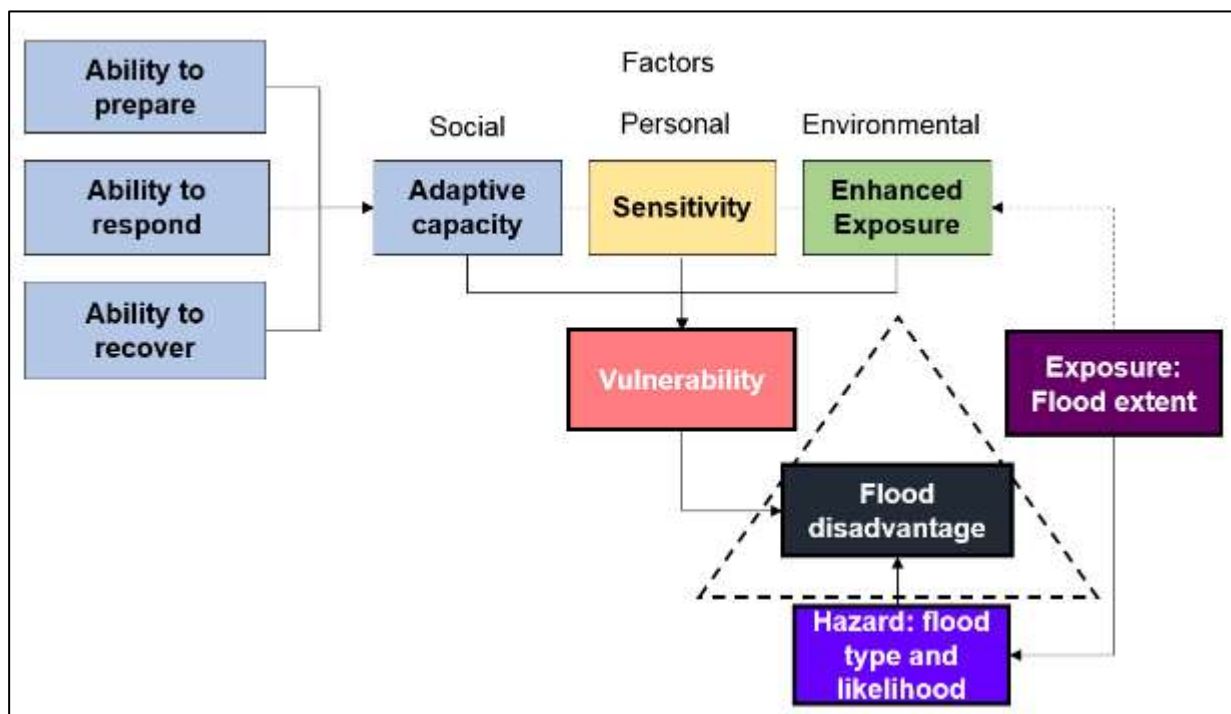 Ability to
prepare
Ability to
respond
Ability to
recover
Factors
Social
Personal
Environmental
Adaptive
capacity
Sensitivity
Enhanced
Exposure
Vulnerability
Exposure:
Flood extent
Flood
disadvantage
Hazard: flood
type and
likelihood